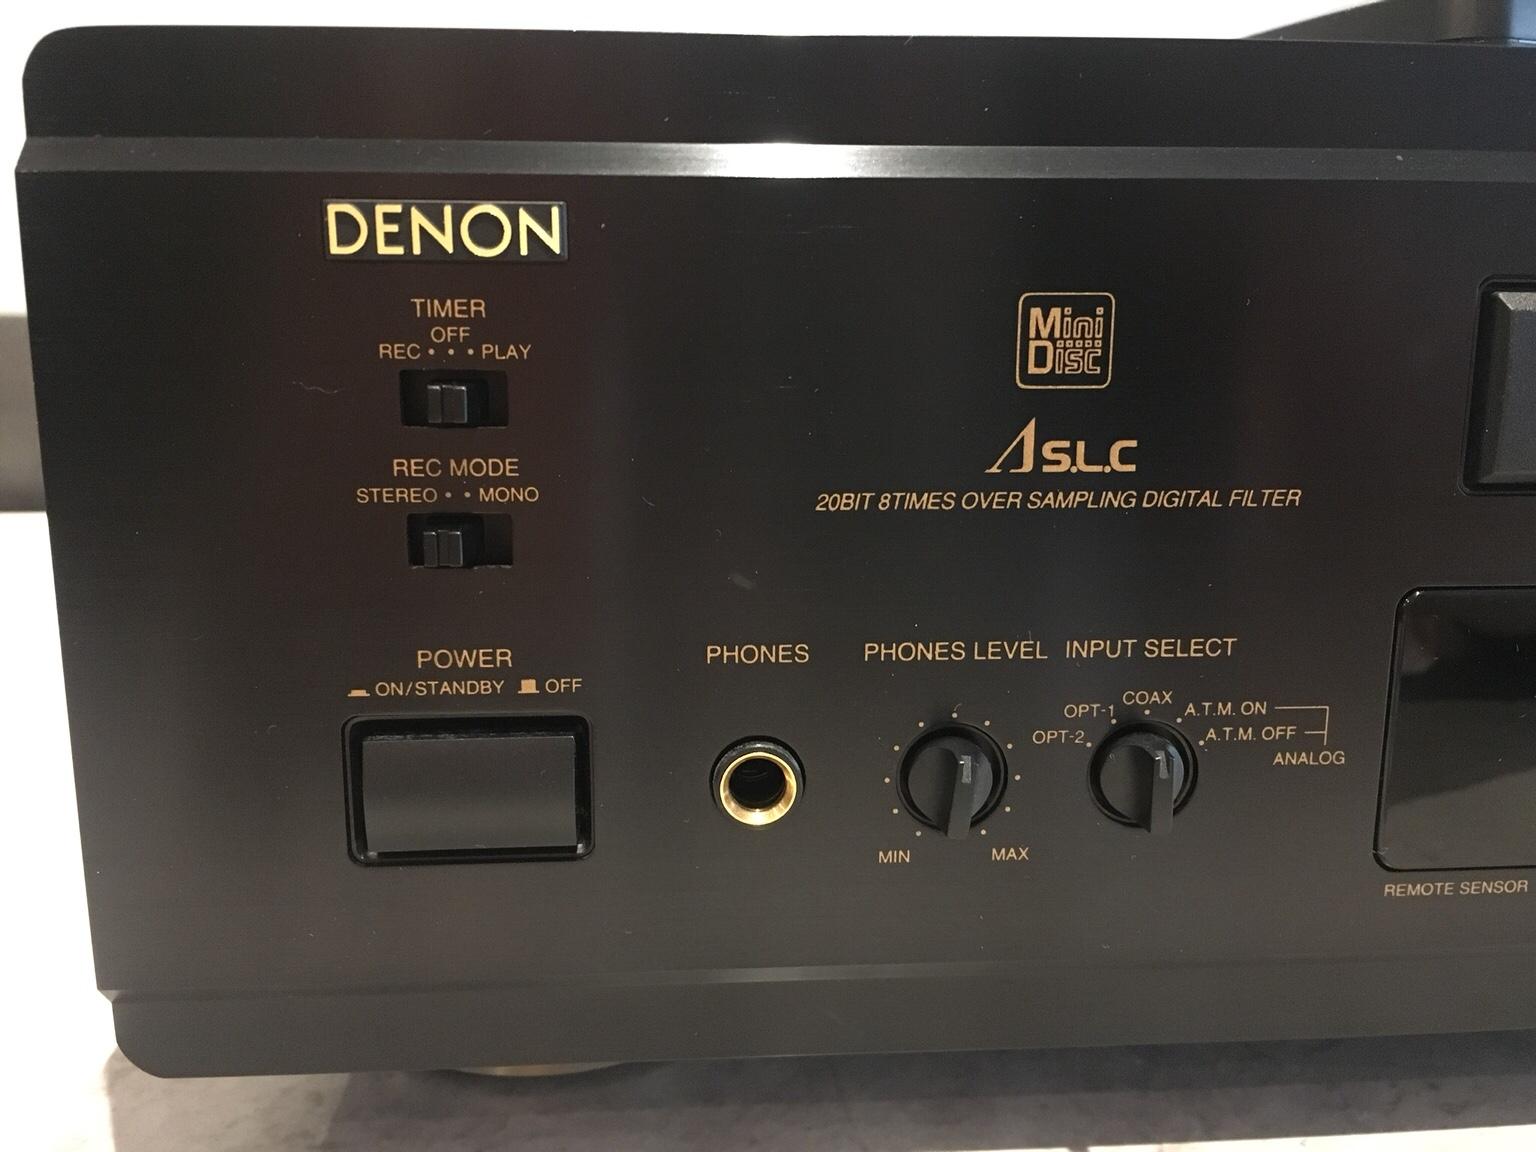 DENON
TIMER
OFF
REC • • • PLAY
REC MODE
STEREO • • MONO
POWER
ON/STANDBY OFF
Mini
Disc
S.L.C
20BIT 8TIMES OVER SAMPLING DIGITAL FILTER
PHONES
PHONES LEVEL
MIN MAX
INPUT SELECT
OPT-2
OPT-1
COAX
A.T.M. ON
A.T.M. OFF
ANALOG
REMOTE SENSOR